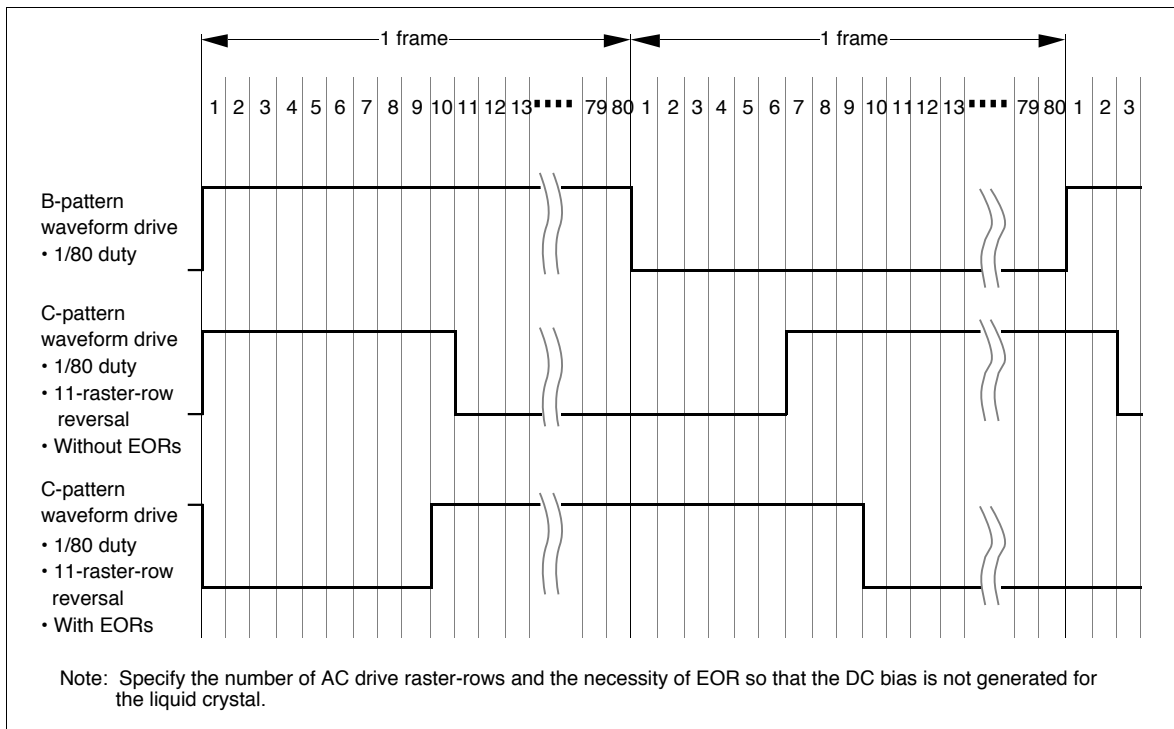 1 frame 1 frame
1 2 3 4 5 6 7 8 9 10 11 12 13 ▪▪▪▪▪ 79 80 1 2 3 4 5 6 7 8 9 10 11 12 13 ▪▪▪▪▪ 79 80 1 2 3
B-pattern
waveform drive
• 1/80 duty
C-pattern
waveform drive
• 1/80 duty
• 11-raster-row
reversal
• Without EORs
C-pattern
waveform drive
• 1/80 duty
• 11-raster-row
reversal
• With EORs
Note: Specify the number of AC drive raster-rows and the necessity of EOR so that the DC bias is not generated for
the liquid crystal.